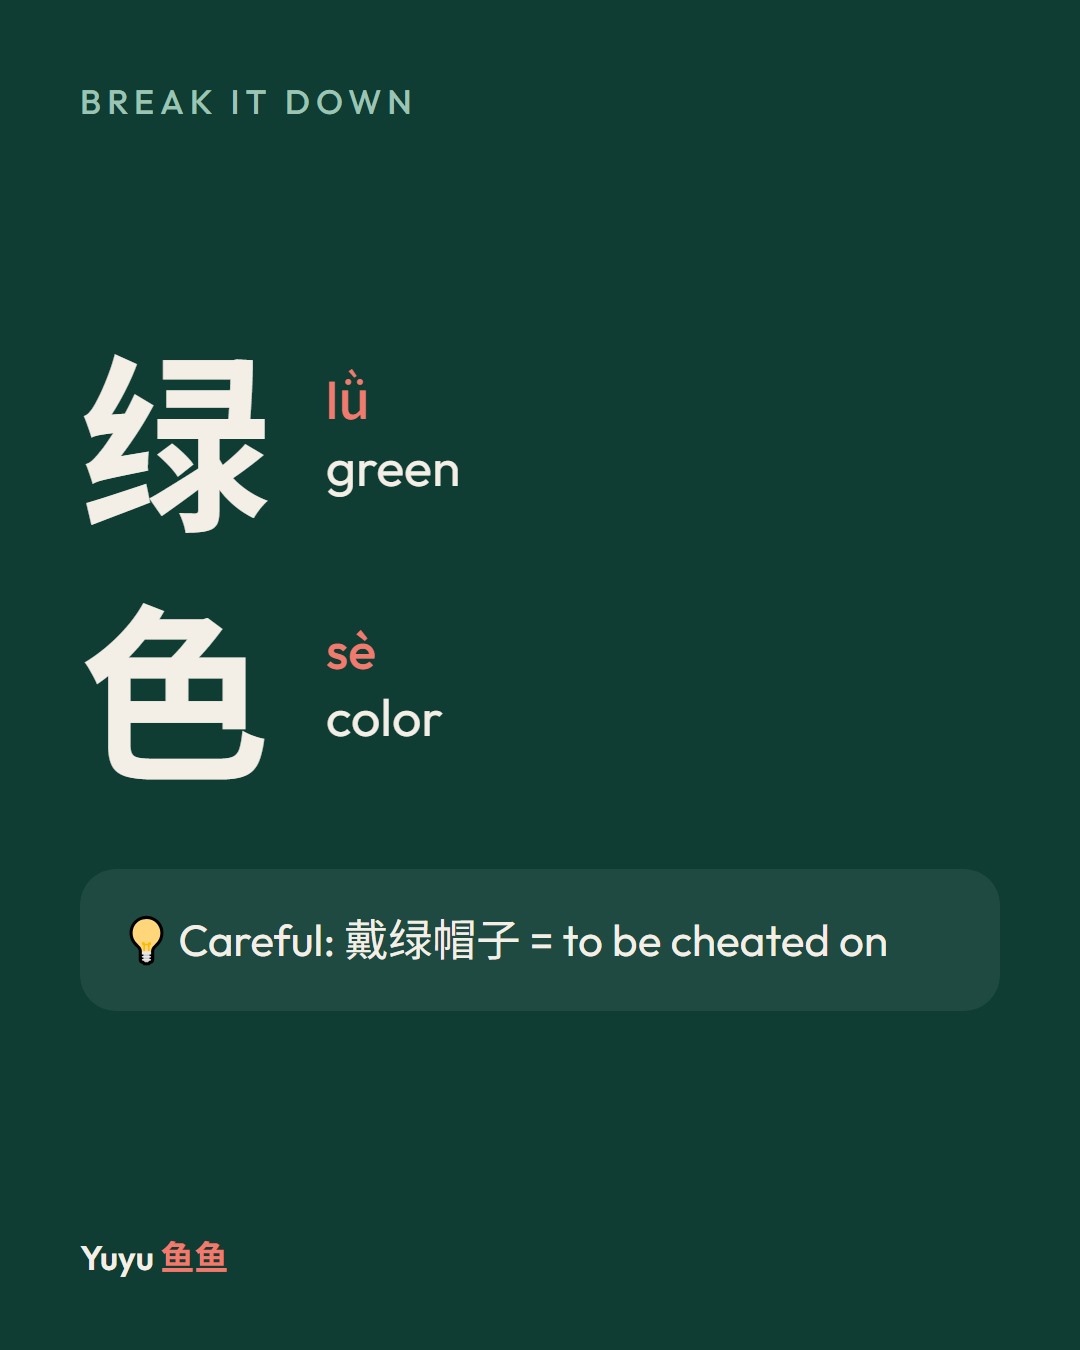 BREAK IT DOWN
绿
lǜ
green
色
sè
color
💡 Careful: 戴绿帽子 = to be cheated on
Yuyu 鱼鱼